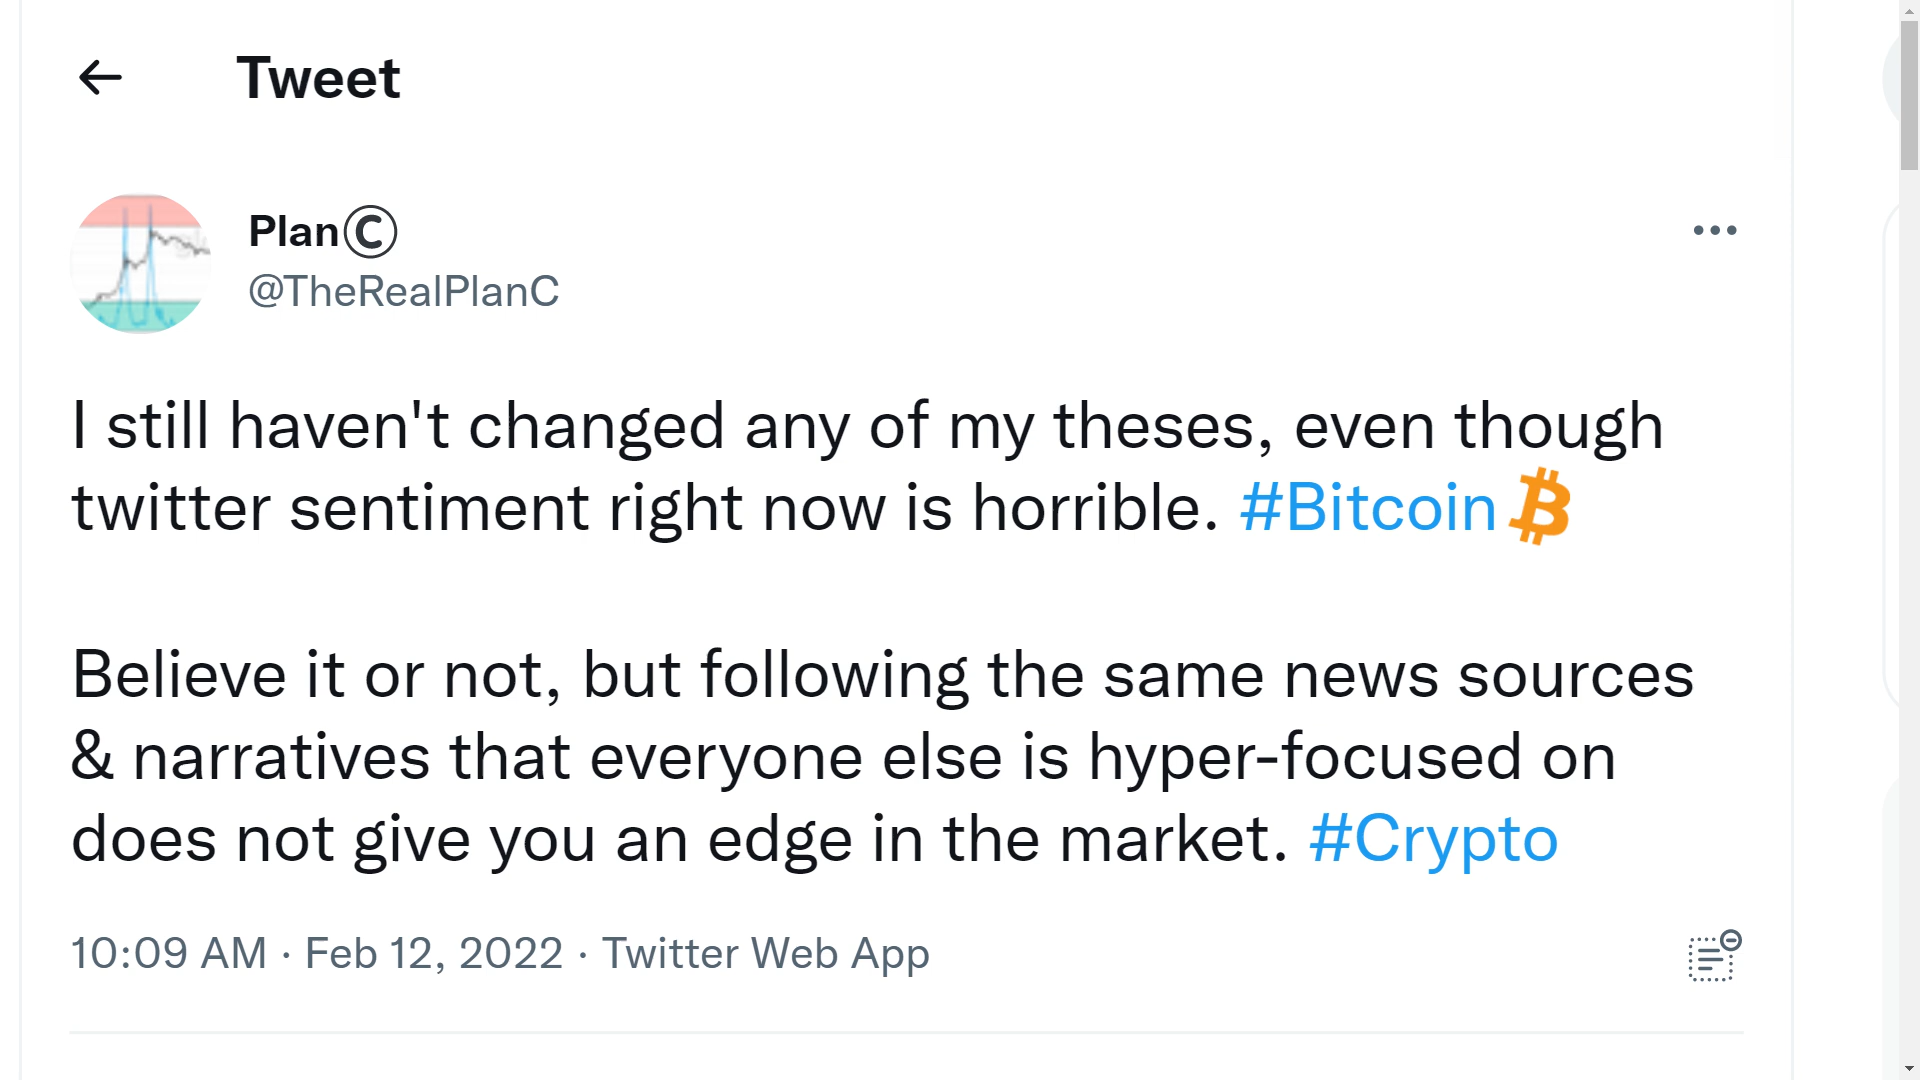 Tweet
PlanⒸ
@TheRealPlanC
I still haven't changed any of my theses, even though
twitter sentiment right now is horrible. #Bitcoin
Believe it or not, but following the same news sources
& narratives that everyone else is hyper-focused on
does not give you an edge in the market. #Crypto
10:09 AM · Feb 12, 2022 · Twitter Web App